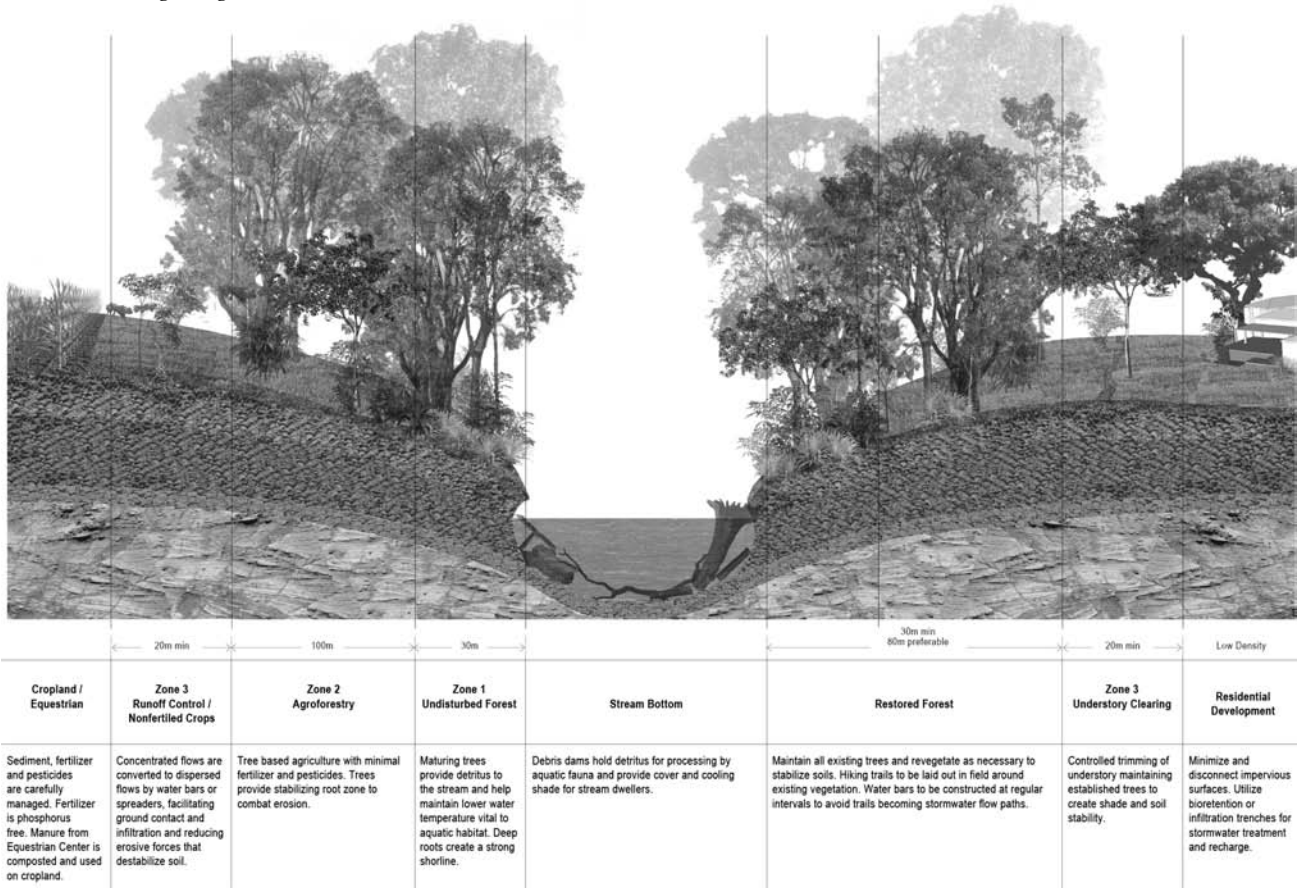 20m min
100m
30m
30m min
80m preferable
20m min
Low Density
Cropland /
Equestrian
Zone 3
Runoff Control /
Nonfertiled Crops
Zone 2
Agroforestry
Zone 1
Undisturbed Forest
Stream Bottom
Restored Forest
Zone 3
Understory Clearing
Residential
Development
Sediment, fertilizer
and pesticides
are carefully
managed. Fertilizer
is phosphorus
free. Manure from
Equestrian Center is
composted and used
on cropland.
Concentrated flows are
converted to dispersed
flows by water bars or
spreaders, facilitating
ground contact and
infiltration and reducing
erosive forces that
destabilize soil.
Tree based agriculture with minimal
fertilizer and pesticides. Trees
provide stabilizing root zone to
combat erosion.
Maturing trees
provide detritus to
the stream and help
maintain lower water
temperature vital to
aquatic habitat. Deep
roots create a strong
shorline.
Debris dams hold detritus for processing by
aquatic fauna and provide cover and cooling
shade for stream dwellers.
Maintain all existing trees and revegetate as necessary to
stabilize soils. Hiking trails to be laid out in field around
existing vegetation. Water bars to be constructed at regular
intervals to avoid trails becoming stormwater flow paths.
Controlled trimming of
understory maintaining
established trees to
create shade and soil
stability.
Minimize and
disconnect impervious
surfaces. Utilize
bioretention or
infiltration trenches for
stormwater treatment
and recharge.